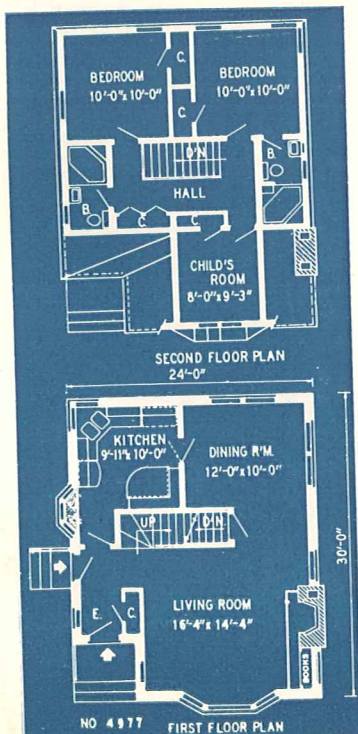 BEDROOM
10'-0"x 10'-0"
C.
BEDROOM
10'-0"x 10'-0"
C.
D'N
HALL
B.
B.
C.
C.
CHILD'S
ROOM
8'-0"x 9'-3"
SECOND FLOOR PLAN
24'-0"
KITCHEN
9'-11"x 10'-0"
DINING R'M.
12'-0"x 10'-0"
UP
D'N
30'-0"
E.
C.
LIVING ROOM
16'-4"x 14'-4"
BOOKS
NO 4977
FIRST FLOOR PLAN